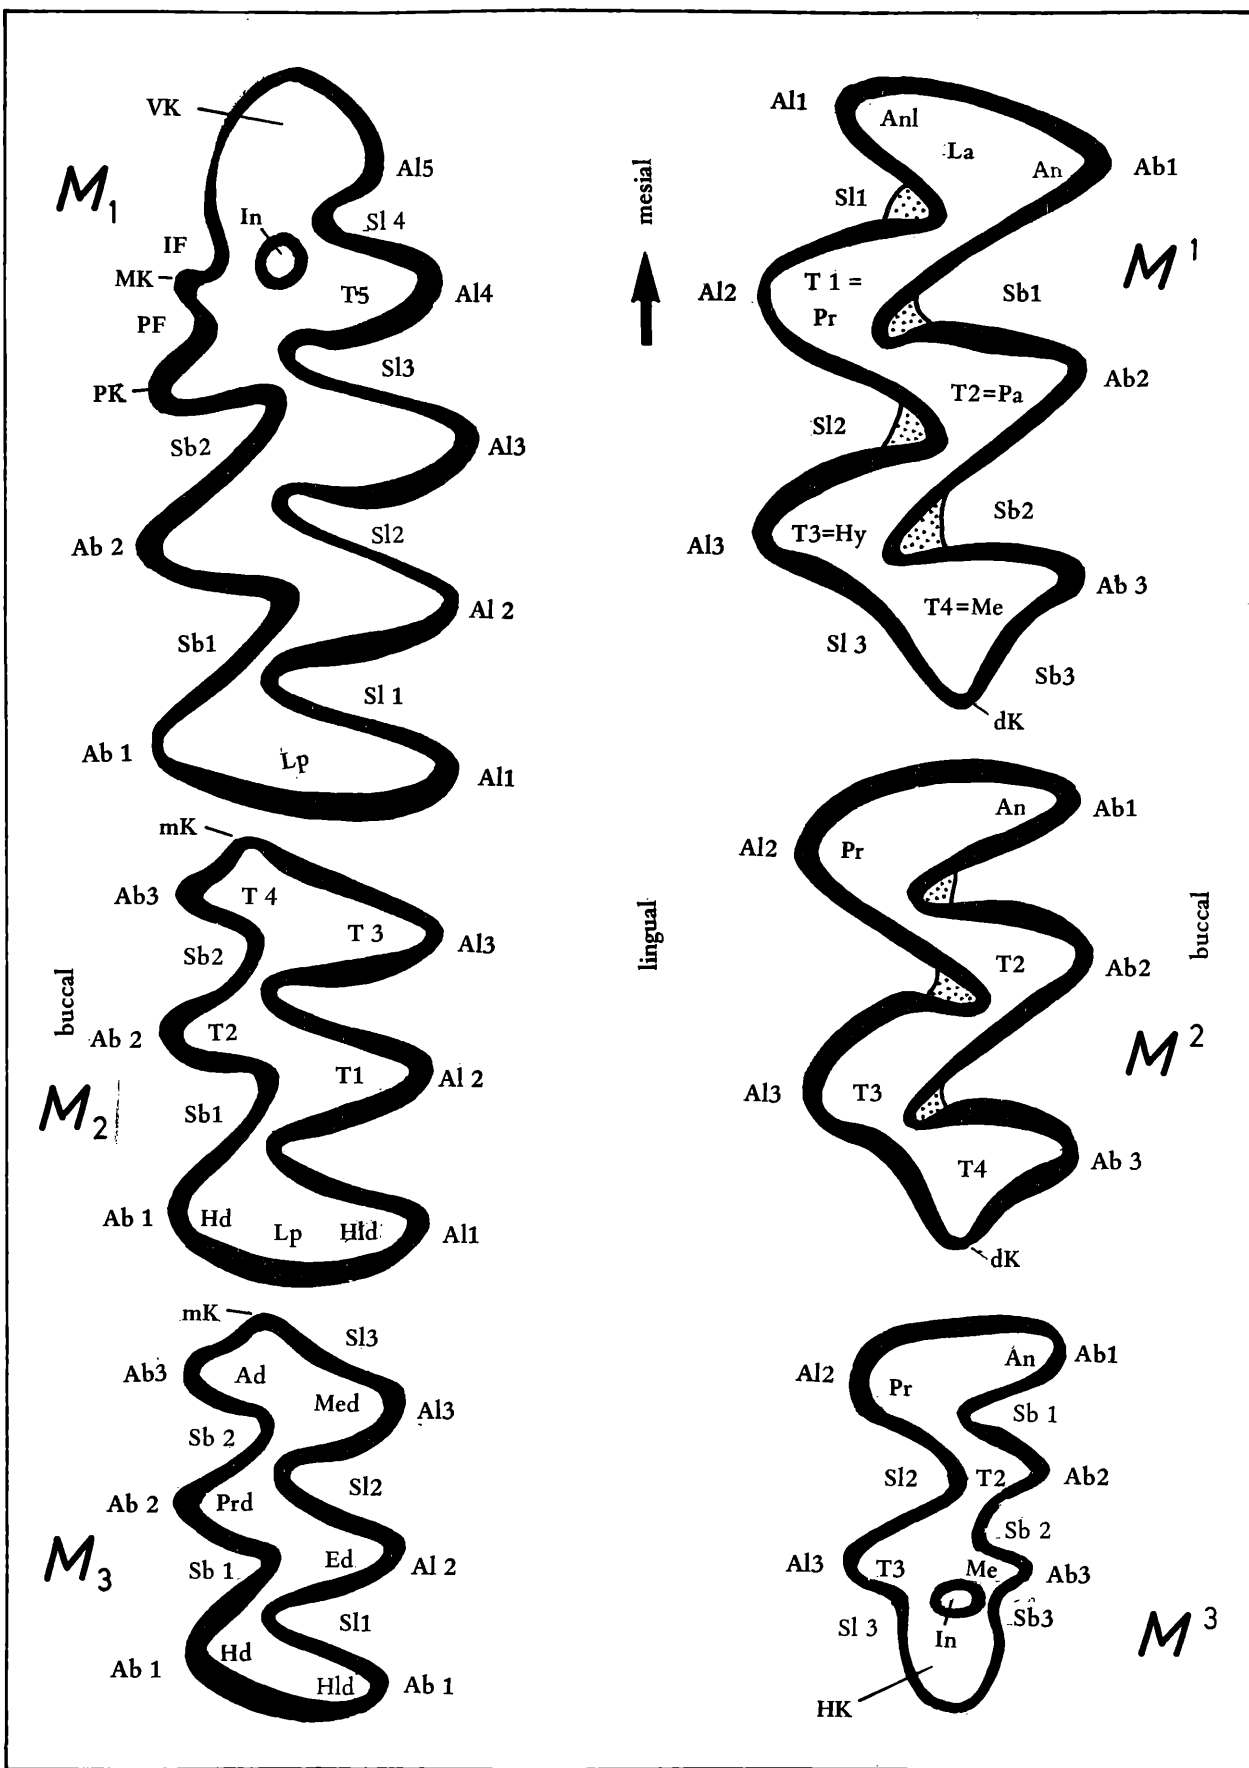 VK
M1
Al5
In
Sl 4
IF
MK
T5
Al4
PF
Sl3
PK
Sb2
Al3
Sl2
Ab 2
Al 2
Sb1
Sl 1
Ab 1
Lp
Al1
mK
Ab3
T 4
T 3
Al3
Sb2
buccal
Ab 2
T2
T1
Al 2
M2
Sb1
Ab 1
Hd
Lp
Hld
Al1
mK
Sl3
Ab3
Ad
Med
Al3
Sb 2
Sl2
Ab 2
Prd
M3
Sb 1
Ed
Al 2
Sl1
Ab 1
Hd
Hld
Ab 1
mesial
lingual
Al1
Anl
La
An
Ab1
Sl1
M1
Al2
T 1 =
Pr
Sb1
T2=Pa
Ab2
Sl2
Sb2
Al3
T3=Hy
Ab 3
T4=Me
Sl 3
Sb3
dK
An
Ab1
Al2
Pr
buccal
T2
Ab2
M2
Al3
T3
T4
Ab 3
dK
An
Ab1
Al2
Pr
Sb 1
Sl2
T2
Ab2
Sb 2
Al3
T3
Me
Ab3
Sl 3
In
Sb3
M3
HK